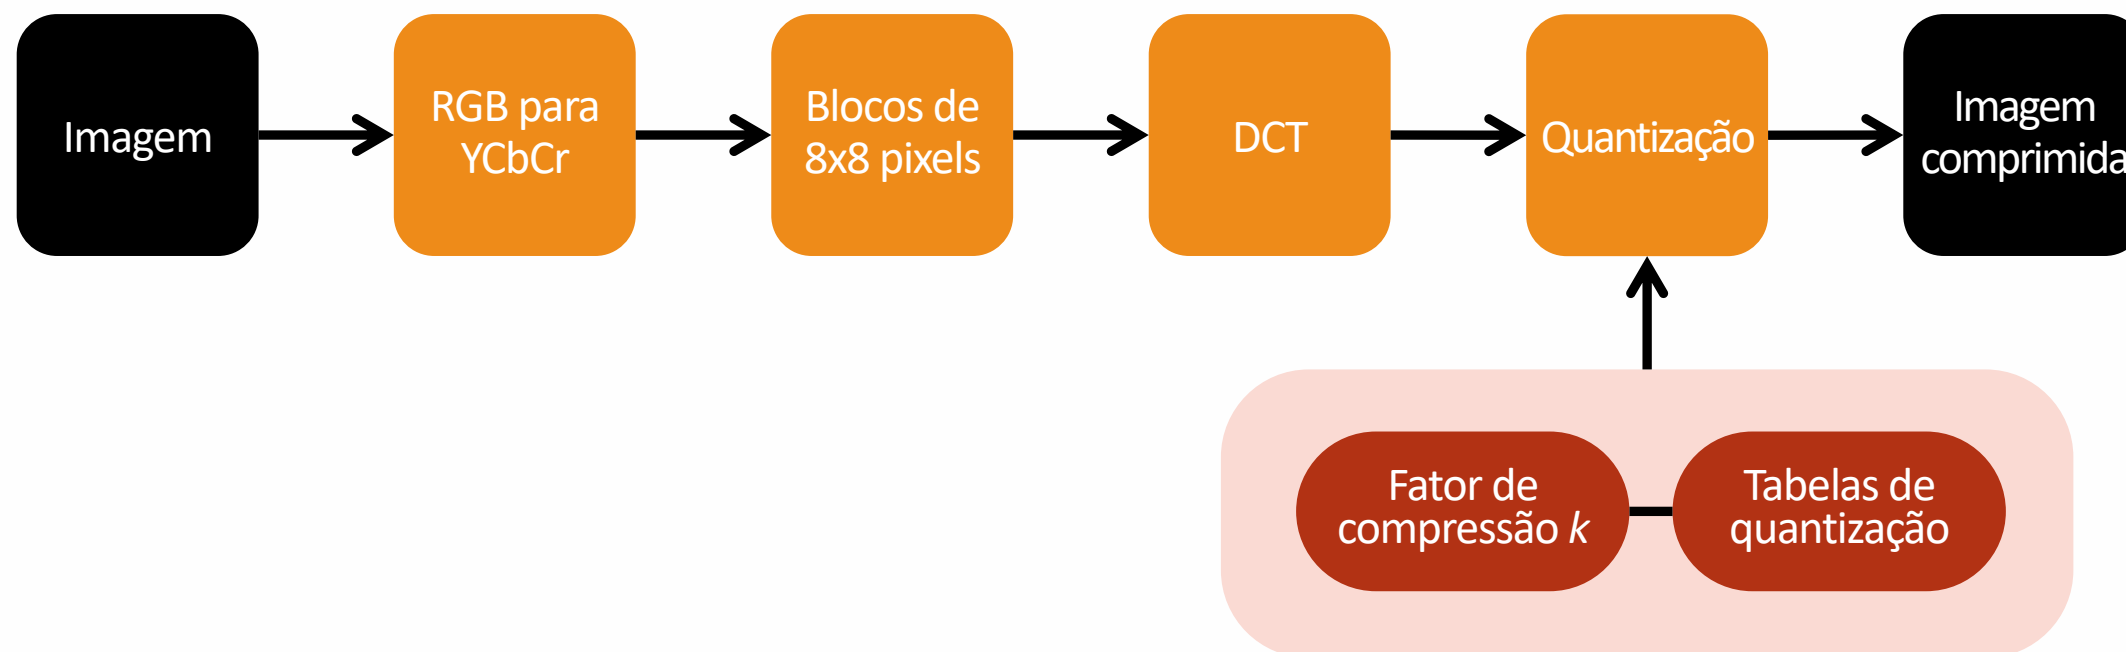 Imagem
RGB para
YCbCr
Blocos de
8x8 pixels
DCT
Quantização
Imagem
comprimida
Fator de
compressão k
Tabelas de
quantização